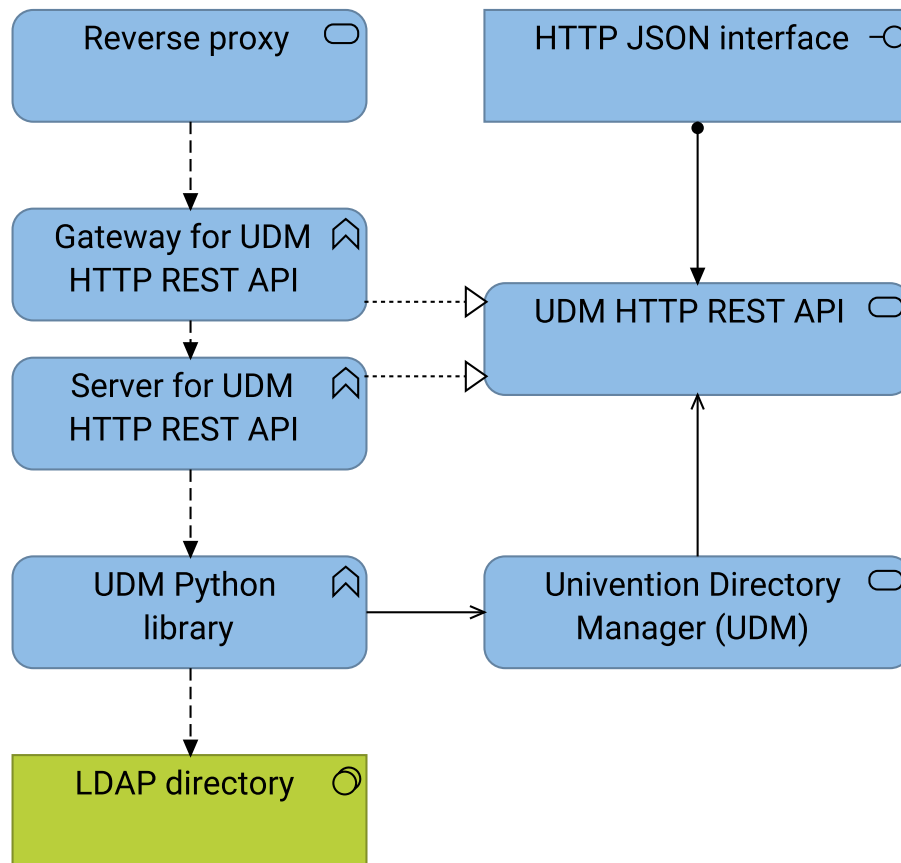 Reverse proxy
HTTP JSON interface
Gateway for UDM
HTTP REST API
UDM HTTP REST API
Server for UDM
HTTP REST API
UDM Python
library
Univention Directory
Manager (UDM)
LDAP directory